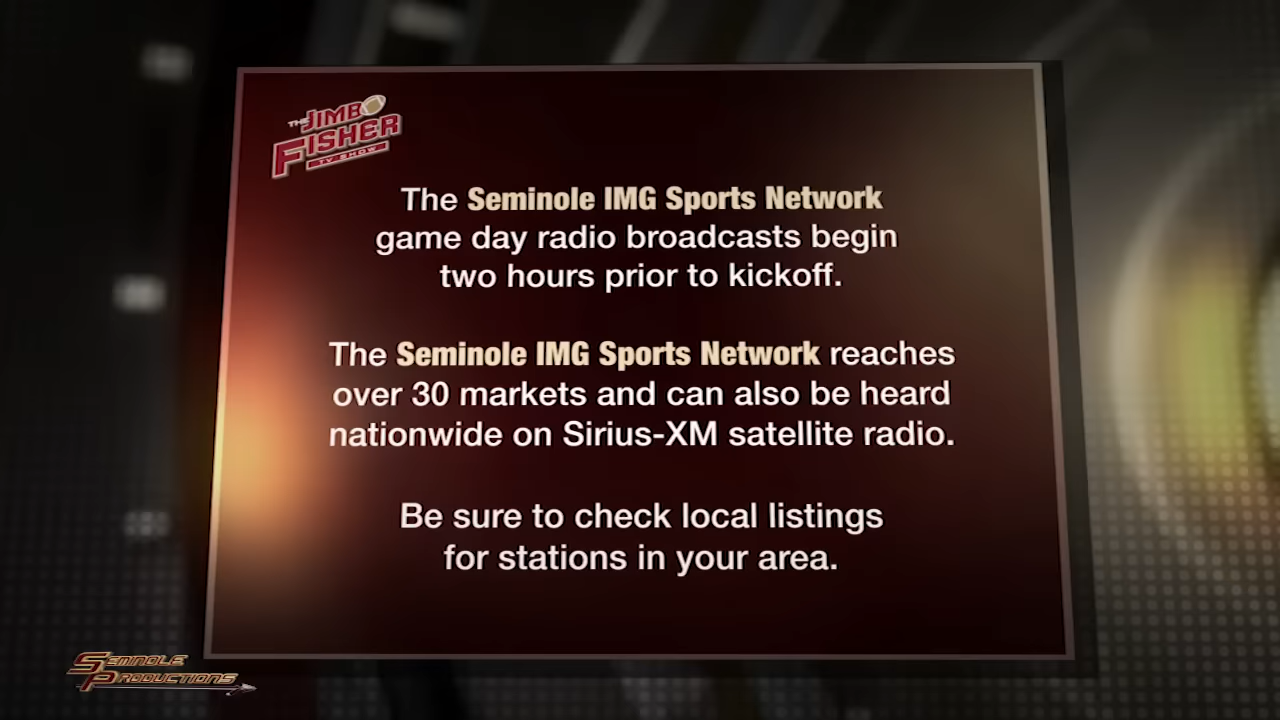 THE JIMBO
FISHER
TV SHOW
The Seminole IMG Sports Network
game day radio broadcasts begin
two hours prior to kickoff.
The Seminole IMG Sports Network reaches
over 30 markets and can also be heard
nationwide on Sirius-XM satellite radio.
Be sure to check local listings
for stations in your area.
SEMINOLE
PRODUCTIONS